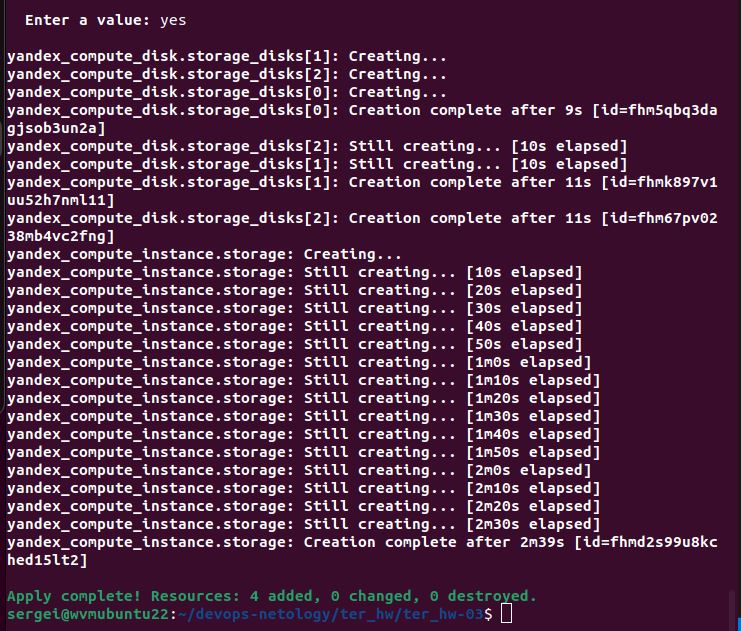 Enter a value: yes
yandex_compute_disk.storage_disks[1]: Creating...
yandex_compute_disk.storage_disks[2]: Creating...
yandex_compute_disk.storage_disks[0]: Creating...
yandex_compute_disk.storage_disks[0]: Creation complete after 9s [id=fhm5qbq3da
gjsob3un2a]
yandex_compute_disk.storage_disks[2]: Still creating... [10s elapsed]
yandex_compute_disk.storage_disks[1]: Still creating... [10s elapsed]
yandex_compute_disk.storage_disks[1]: Creation complete after 11s [id=fhmk897v1
uu52h7nml11]
yandex_compute_disk.storage_disks[2]: Creation complete after 11s [id=fhm67pv02
38mb4vc2fng]
yandex_compute_instance.storage: Creating...
yandex_compute_instance.storage: Still creating... [10s elapsed]
yandex_compute_instance.storage: Still creating... [20s elapsed]
yandex_compute_instance.storage: Still creating... [30s elapsed]
yandex_compute_instance.storage: Still creating... [40s elapsed]
yandex_compute_instance.storage: Still creating... [50s elapsed]
yandex_compute_instance.storage: Still creating... [1m0s elapsed]
yandex_compute_instance.storage: Still creating... [1m10s elapsed]
yandex_compute_instance.storage: Still creating... [1m20s elapsed]
yandex_compute_instance.storage: Still creating... [1m30s elapsed]
yandex_compute_instance.storage: Still creating... [1m40s elapsed]
yandex_compute_instance.storage: Still creating... [1m50s elapsed]
yandex_compute_instance.storage: Still creating... [2m0s elapsed]
yandex_compute_instance.storage: Still creating... [2m10s elapsed]
yandex_compute_instance.storage: Still creating... [2m20s elapsed]
yandex_compute_instance.storage: Still creating... [2m30s elapsed]
yandex_compute_instance.storage: Creation complete after 2m39s [id=fhmd2s99u8kc
hed15lt2]
Apply complete! Resources: 4 added, 0 changed, 0 destroyed.
sergei@wvmubuntu22:~/devops-netology/ter_hw/ter_hw-03$